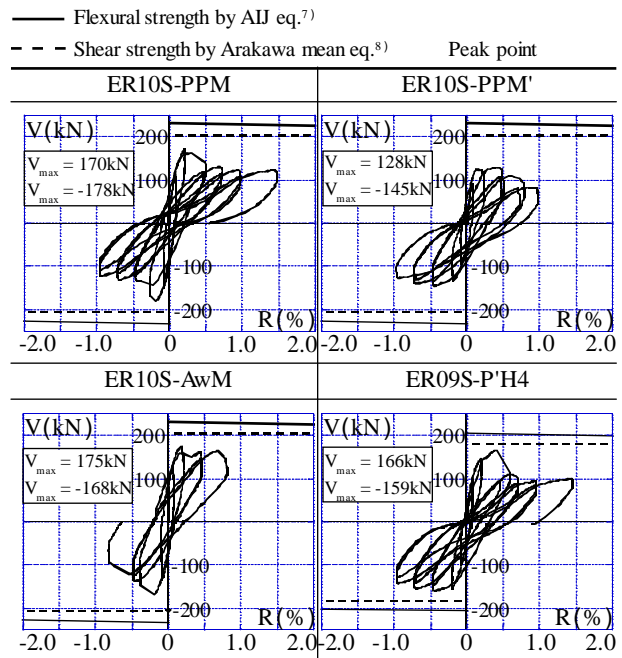 Flexural strength by AIJ eq.7)
Shear strength by Arakawa mean eq.8) Peak point
ER10S-PPM ER10S-PPM'
V(kN)
200
Vmax = 170kN
Vmax = -178kN
100
-100
-200
R(%)
-2.0 -1.0 0 1.0 2.0
V(kN)
200
Vmax = 128kN
Vmax = -145kN
100
-100
-200
R(%)
-2.0 -1.0 0 1.0 2.0
ER10S-AwM ER09S-P'H4
V(kN)
200
Vmax = 175kN
Vmax = -168kN
100
-100
-200
R(%)
-2.0 -1.0 0 1.0 2.0
V(kN)
200
Vmax = 166kN
Vmax = -159kN
100
-100
-200
R(%)
-2.0 -1.0 0 1.0 2.0